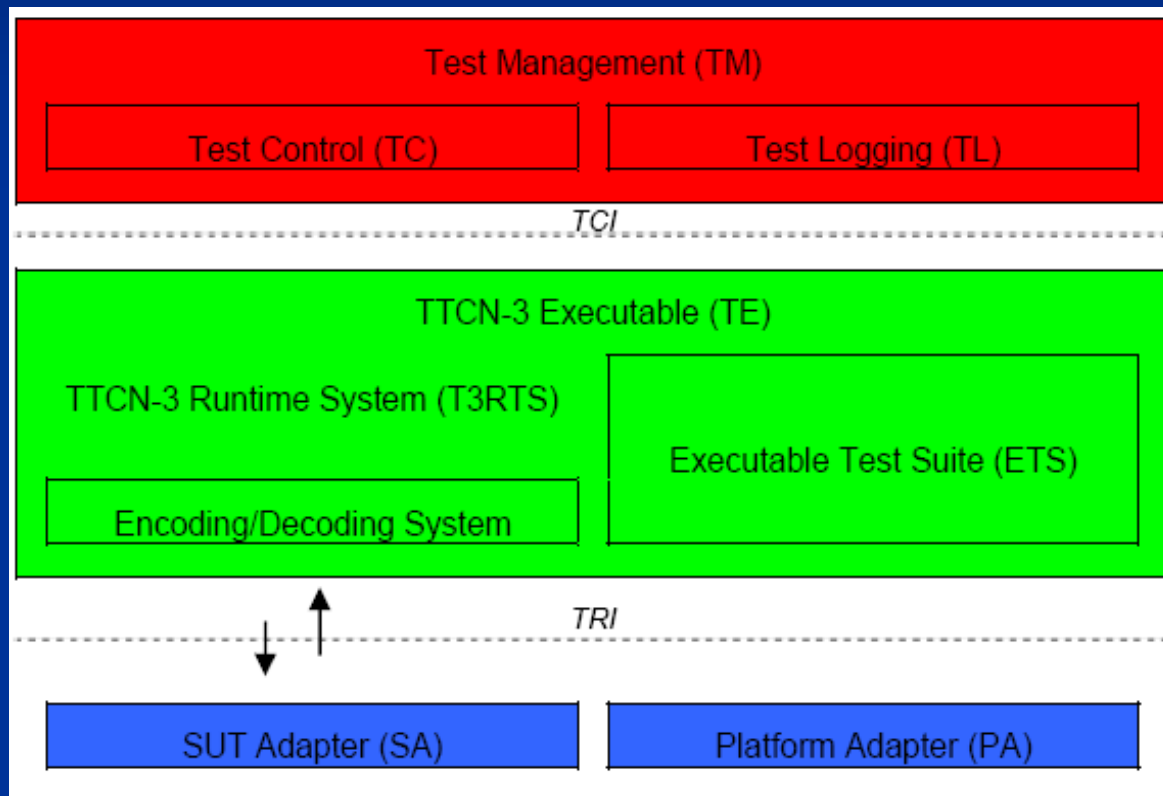 Test Management (TM)
Test Control (TC)
Test Logging (TL)
TCI
TTCN-3 Executable (TE)
TTCN-3 Runtime System (T3RTS)
Executable Test Suite (ETS)
Encoding/Decoding System
TRI
SUT Adapter (SA)
Platform Adapter (PA)